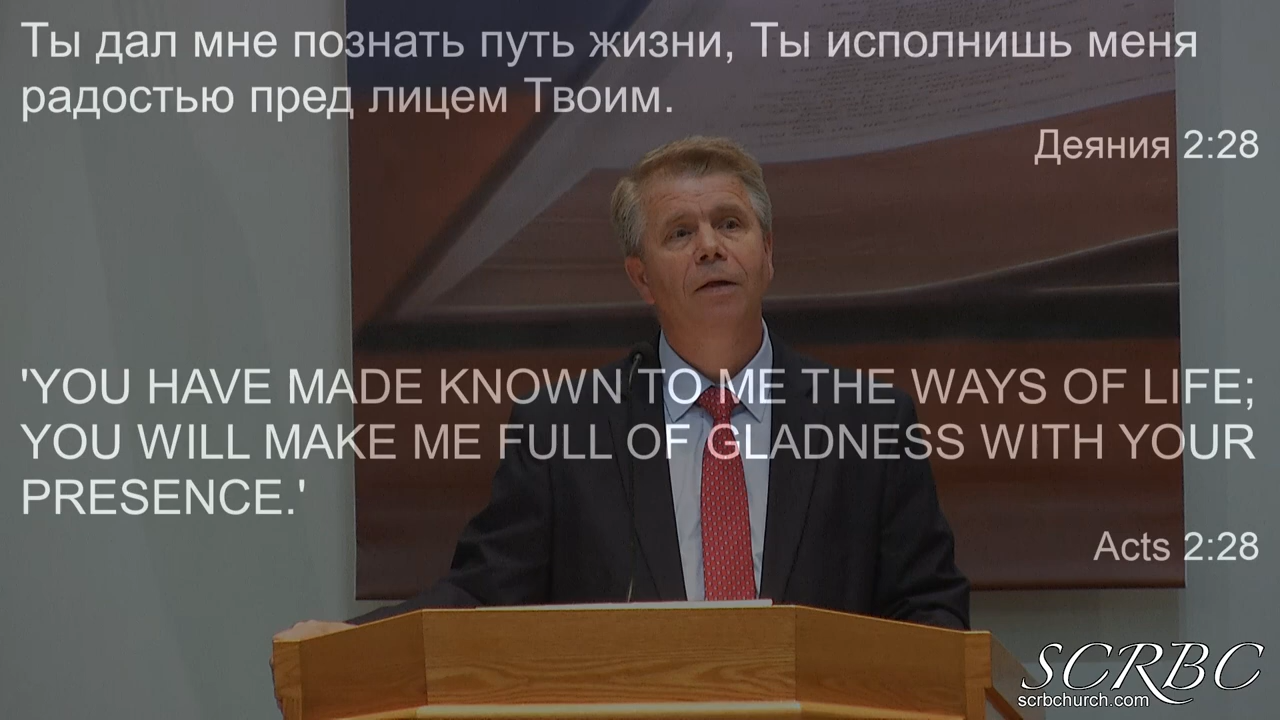 Ты дал мне познать путь жизни, Ты исполнишь меня
радостью пред лицем Твоим.
Деяния 2:28
'YOU HAVE MADE KNOWN TO ME THE WAYS OF LIFE;
YOU WILL MAKE ME FULL OF GLADNESS WITH YOUR
PRESENCE.'
Acts 2:28
SCRBC
scrbchurch.com